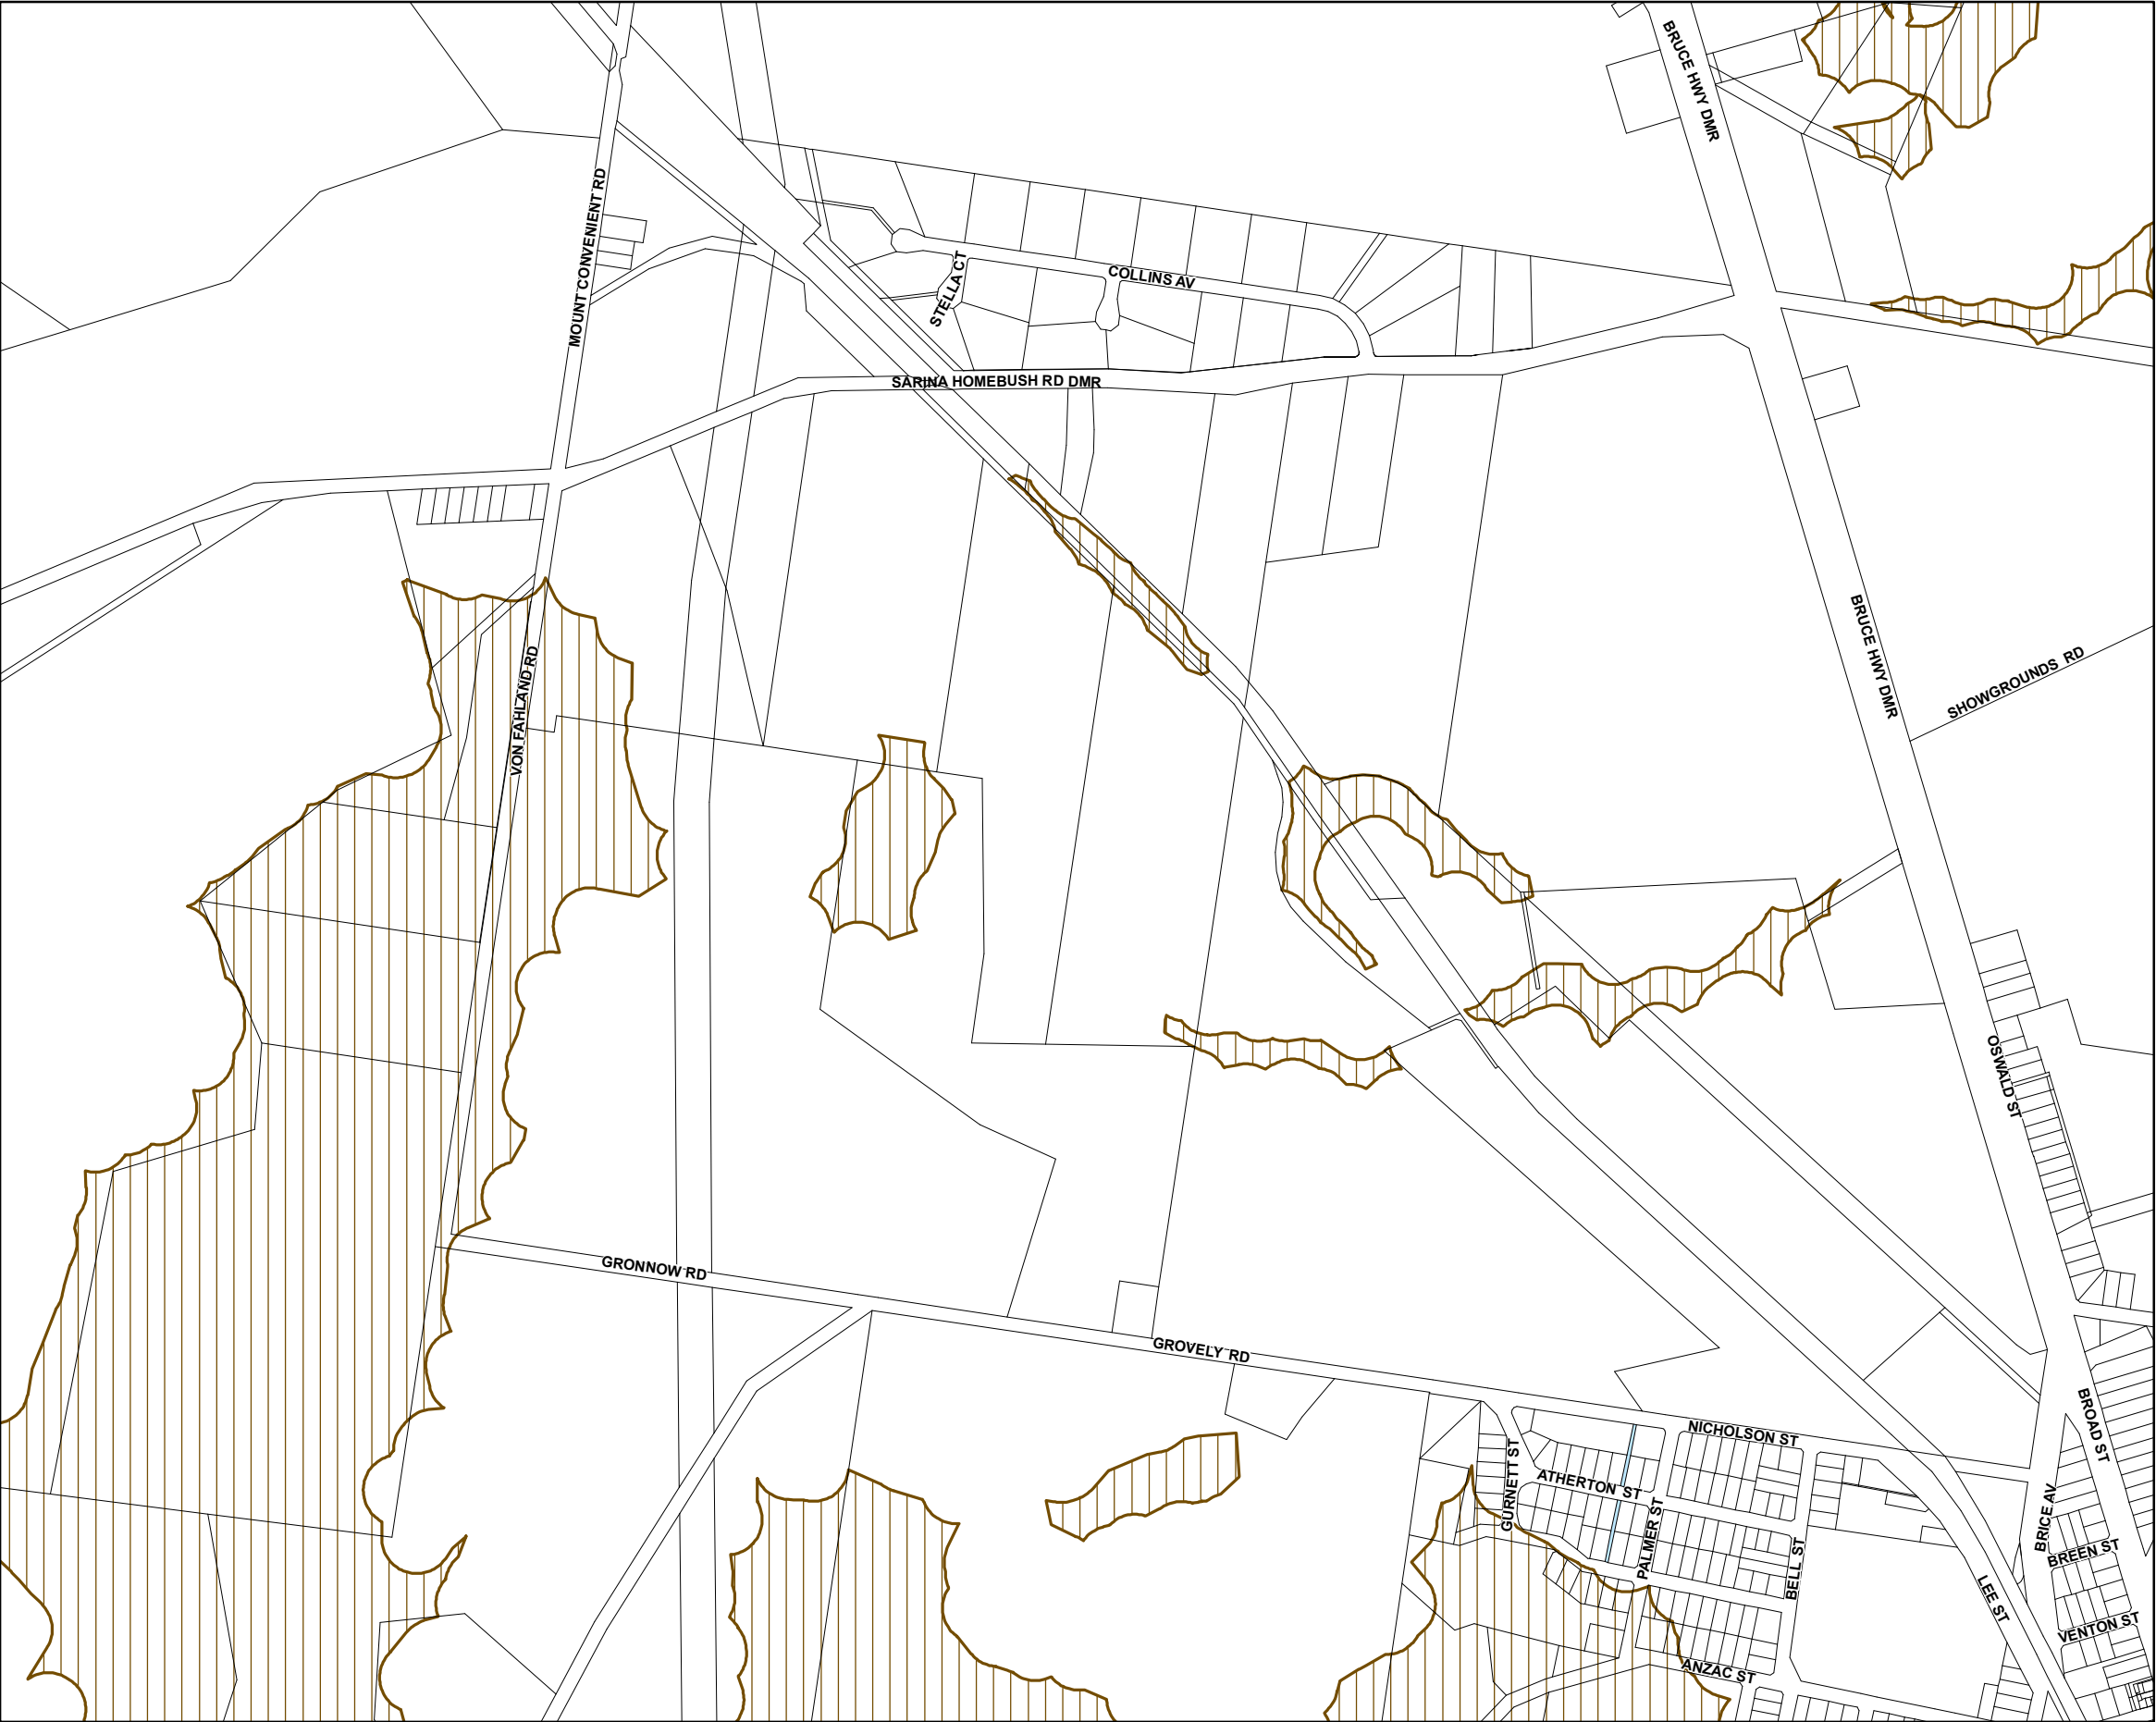 BRUCE HWY DMR
MOUNT CONVENIENT RD
STELLA CT
COLLINS AV
SARINA HOMEBUSH RD DMR
BRUCE HWY DMR
SHOWGROUNDS RD
VON FAHLAND RD
OSWALD ST
GRONNOW RD
GROVELY RD
NICHOLSON ST
BROAD ST
GURNETT ST
ATHERTON ST
PALMER ST
BELL ST
BRICE AV
BREEN ST
LEE ST
VENTON ST
ANZAC ST